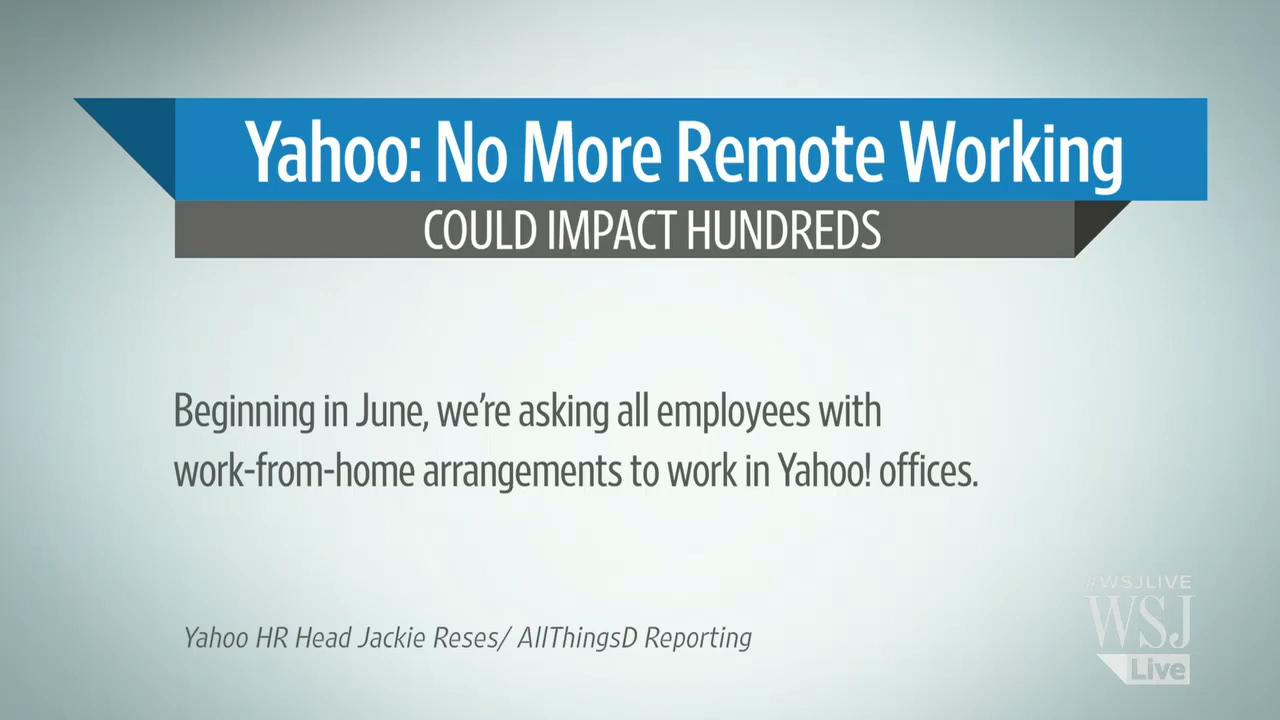 Yahoo: No More Remote Working
COULD IMPACT HUNDREDS
Beginning in June, we're asking all employees with
work-from-home arrangements to work in Yahoo! offices.
Yahoo HR Head Jackie Reses/ AllThingsD Reporting
#WSJLIVE
WSJ
Live